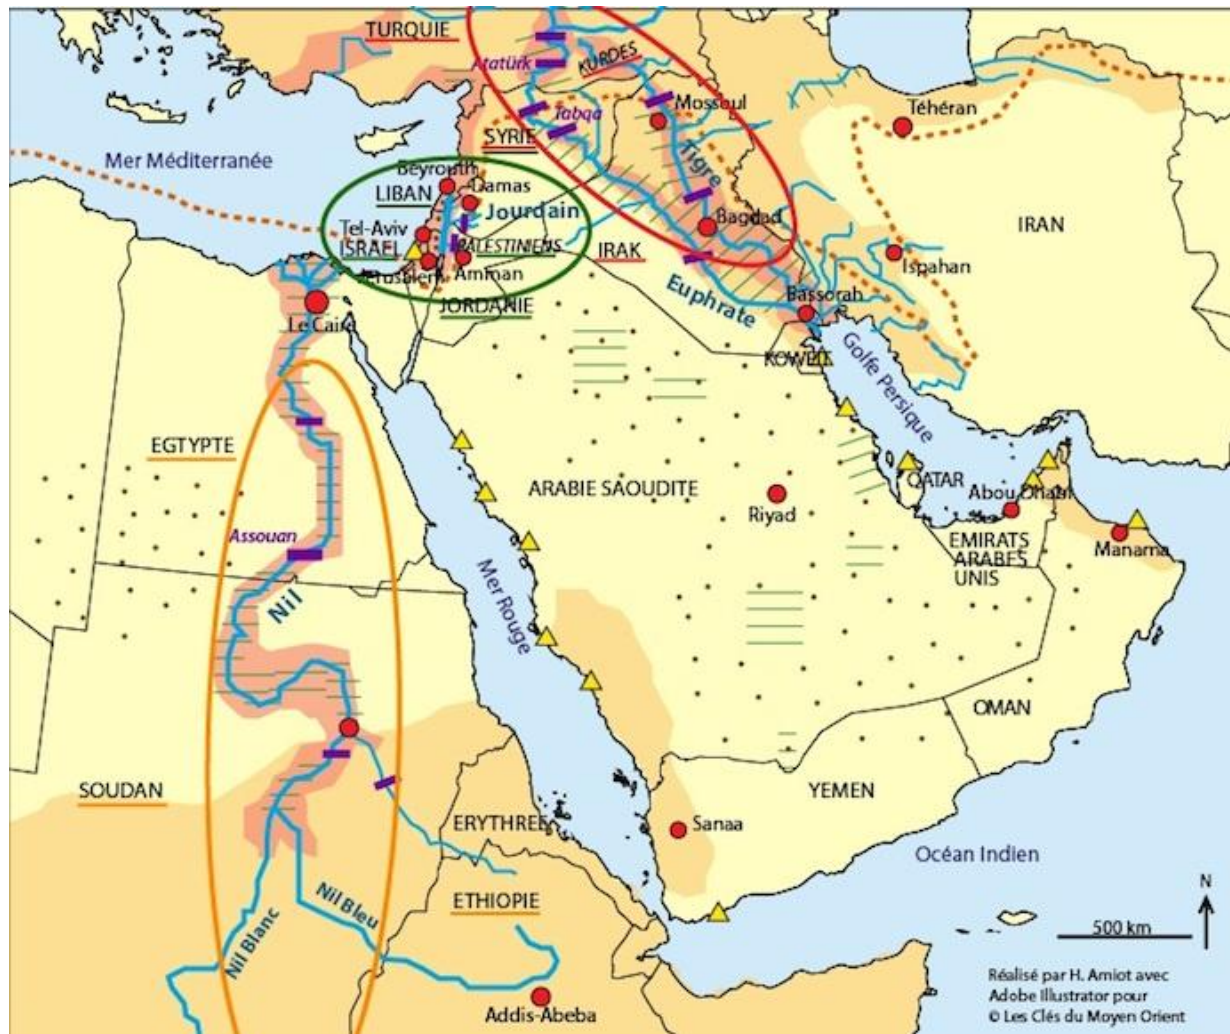 TURQUIE
KURDES
Atatürk
Mossoul
Téhéran
Tabqa
SYRIE
Mer Méditerranée
Tigre
Beyrouth
LIBAN
Damas
Jourdain
Bagdad
IRAN
Tel-Aviv
ISRAEL
PALESTINIENS
IRAK
Ispahan
Jérusalem
Amman
Euphrate
Bassorah
JORDANIE
Le Caire
Golfe Persique
KOWEIT
EGTYPTE
ARABIE SAOUDITE
QATAR
Riyad
Abou Dhabi
Assouan
EMIRATS
ARABES
UNIS
Manama
Nil
Mer Rouge
OMAN
SOUDAN
YEMEN
ERYTHREE
Sanaa
Océan Indien
ETHIOPIE
Nil Bleu
Nil Blanc
N
500 km
Addis-Abeba
Réalisé par H. Amiot avec
Adobe Illustrator pour
© Les Clés du Moyen Orient